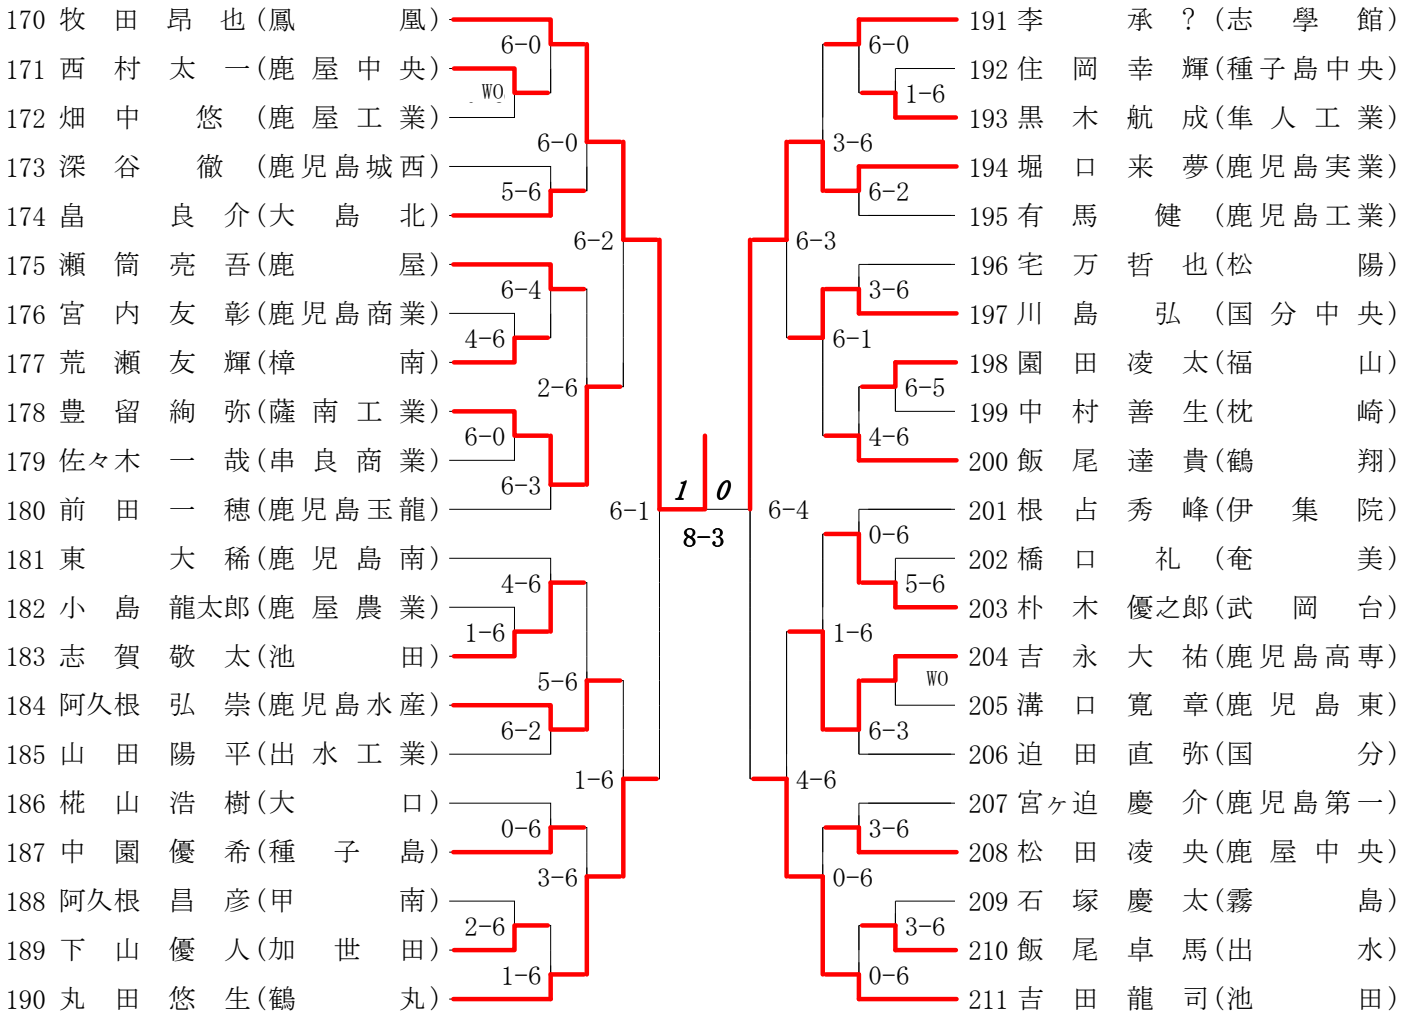 170 牧田昂也(鳳凰)
6-0
171 西村太一(鹿屋中央)
WO
172 畑中悠(鹿屋工業)
6-0
173 深谷徹(鹿児島城西)
5-6
174 畠良介(大島北)
6-2
175 瀬筒亮吾(鹿屋)
6-4
176 宮内友彰(鹿児島商業)
4-6
177 荒瀬友輝(樟南)
2-6
178 豊留絢弥(薩南工業)
6-0
179 佐々木一哉(串良商業)
6-3
180 前田一穂(鹿児島玉龍)
6-1
181 東大稀(鹿児島南)
4-6
182 小島龍太郎(鹿屋農業)
1-6
183 志賀敬太(池田)
5-6
184 阿久根弘崇(鹿児島水産)
6-2
185 山田陽平(出水工業)
1-6
186 椛山浩樹(大口)
0-6
187 中園優希(種子島)
3-6
188 阿久根昌彦(甲南)
2-6
189 下山優人(加世田)
1-6
190 丸田悠生(鶴丸)
1 0
8-3
191 李承?(志學館)
6-0
192 住岡幸輝(種子島中央)
1-6
193 黒木航成(隼人工業)
3-6
194 堀口来夢(鹿児島実業)
6-2
195 有馬健(鹿児島工業)
6-3
196 宅万哲也(松陽)
3-6
197 川島弘(国分中央)
6-1
198 園田凌太(福山)
6-5
199 中村善生(枕崎)
4-6
200 飯尾達貴(鶴翔)
6-4
201 根占秀峰(伊集院)
0-6
202 橋口礼(奄美)
5-6
203 朴木優之郎(武岡台)
1-6
204 吉永大祐(鹿児島高専)
WO
205 溝口寛章(鹿児島東)
6-3
206 迫田直弥(国分)
4-6
207 宮ヶ迫慶介(鹿児島第一)
3-6
208 松田凌央(鹿屋中央)
0-6
209 石塚慶太(霧島)
3-6
210 飯尾卓馬(出水)
0-6
211 吉田龍司(池田)